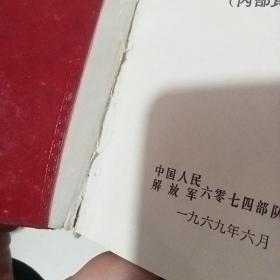 (内部
中国人民
解放军六零七四部队
一九六九年六月